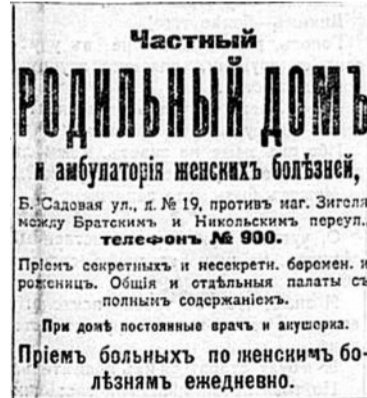 Частный
РОДИЛЬНЫЙ ДОМЪ
и амбулаторія женскихъ болѣзней,
Б. Садовая ул., д. № 19, противъ маг. Зигеля
между Братскимъ и Никольскимъ переул.
телефонъ № 900.
Пріемъ секретныхъ и несекретн. беремен. и
роженицъ. Общія и отдѣльныя палаты съ
полнымъ содержаніемъ.
При домѣ постоянные врачъ и акушерка.
Пріемъ больныхъ по женскимъ бо-
лѣзнямъ ежедневно.